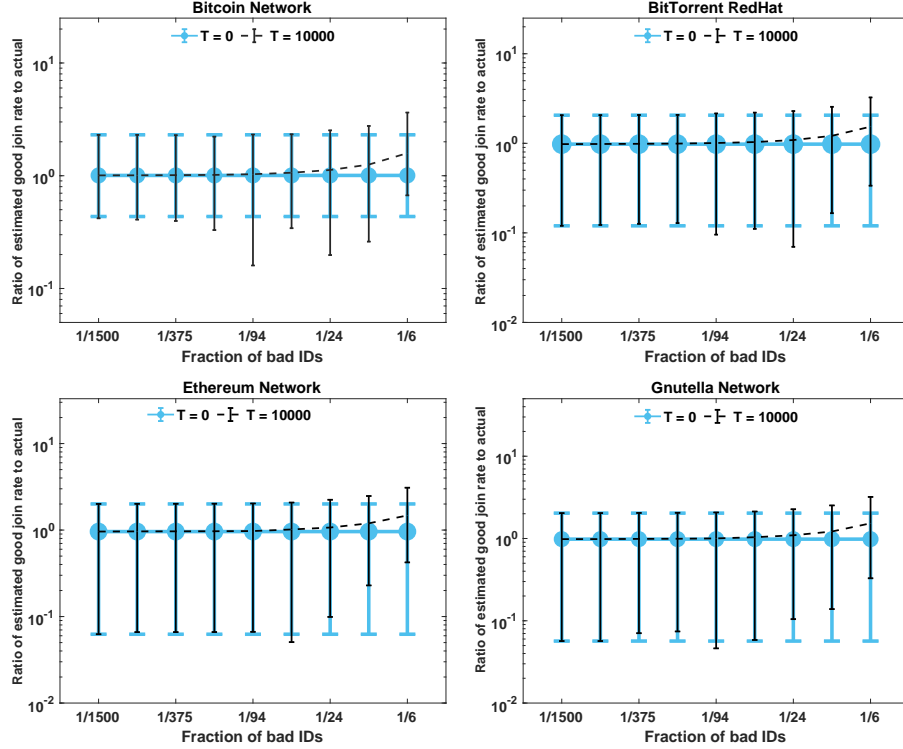 Bitcoin Network
T = 0 T = 10000
Ratio of estimated good join rate to actual
10^1
10^0
10^-1
1/1500 1/375 1/94 1/24 1/6
Fraction of bad IDs
BitTorrent RedHat
T = 0 T = 10000
Ratio of estimated good join rate to actual
10^1
10^0
10^-1
10^-2
1/1500 1/375 1/94 1/24 1/6
Fraction of bad IDs
Ethereum Network
T = 0 T = 10000
Ratio of estimated good join rate to actual
10^1
10^0
10^-1
10^-2
1/1500 1/375 1/94 1/24 1/6
Fraction of bad IDs
Gnutella Network
T = 0 T = 10000
Ratio of estimated good join rate to actual
10^1
10^0
10^-1
10^-2
1/1500 1/375 1/94 1/24 1/6
Fraction of bad IDs